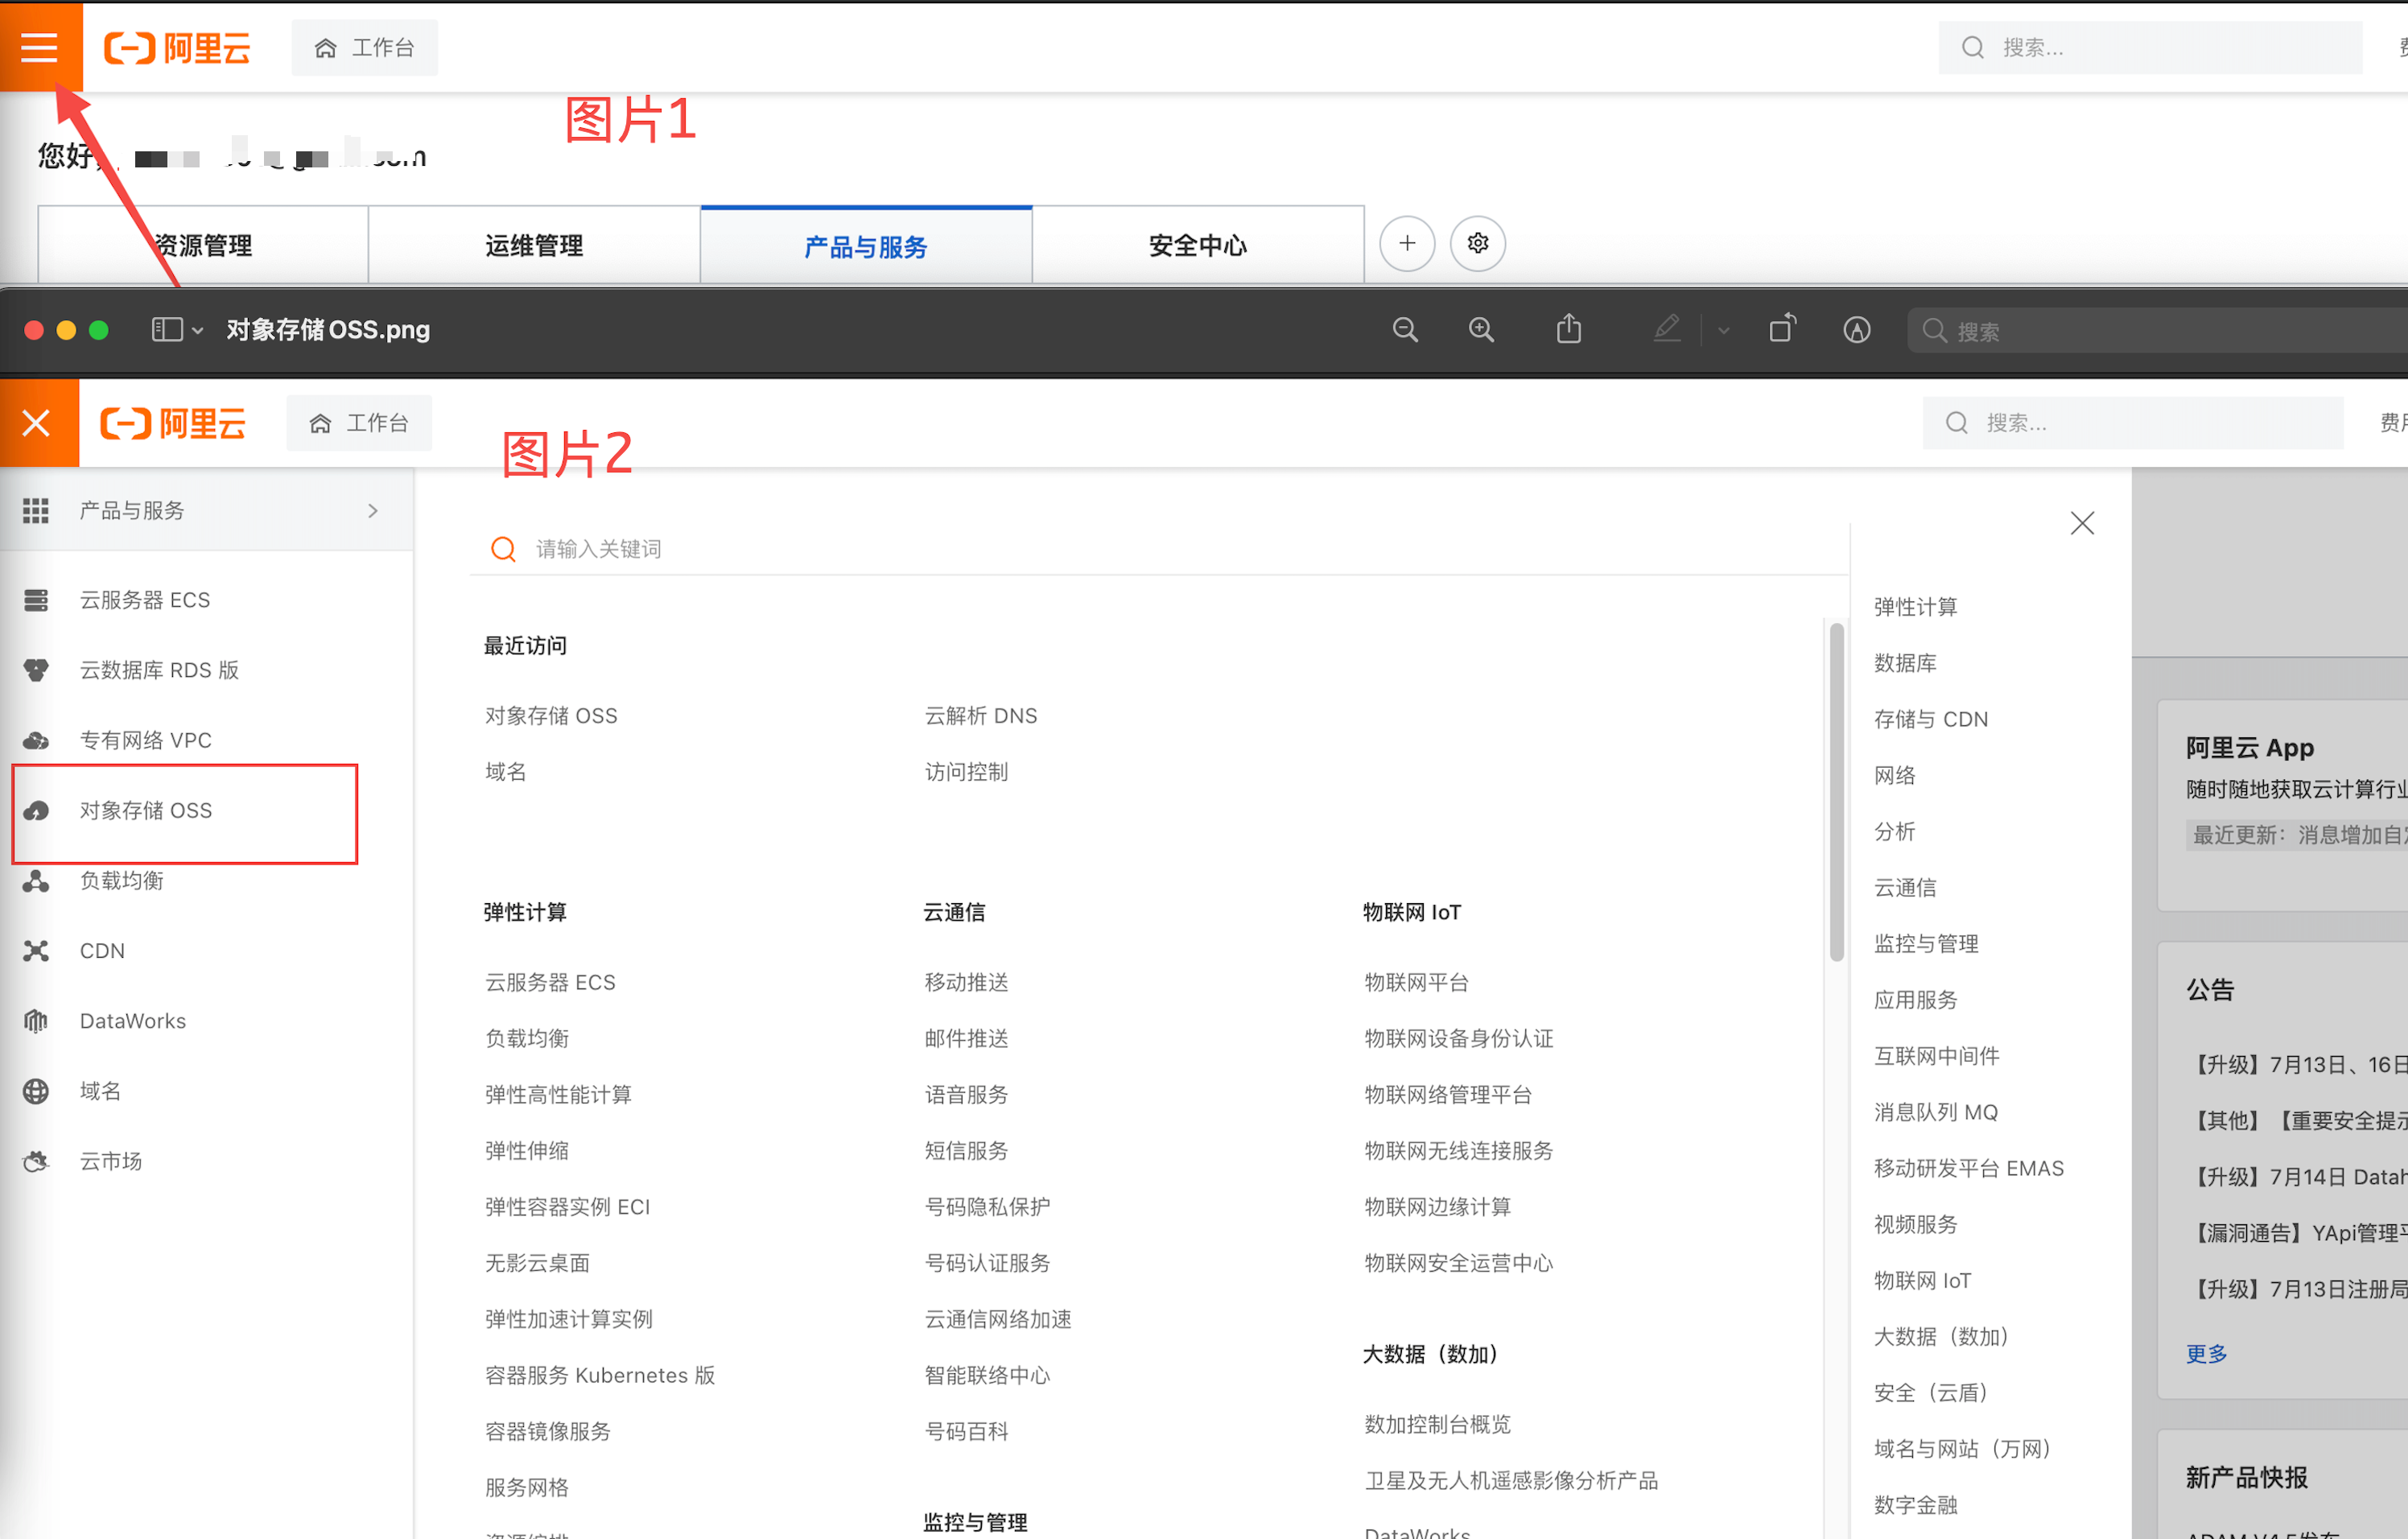 阿里云
工作台
搜索...
图片1
您好,
资源管理
运维管理
产品与服务
安全中心
对象存储OSS.png
搜索
阿里云
工作台
图片2
搜索...
产品与服务
云服务器 ECS
云数据库 RDS 版
专有网络 VPC
对象存储 OSS
负载均衡
CDN
DataWorks
域名
云市场
请输入关键词
最近访问
对象存储 OSS
云解析 DNS
域名
访问控制
弹性计算
云服务器 ECS
负载均衡
弹性高性能计算
弹性伸缩
弹性容器实例 ECI
无影云桌面
弹性加速计算实例
容器服务 Kubernetes 版
容器镜像服务
服务网格
云通信
移动推送
邮件推送
语音服务
短信服务
号码隐私保护
号码认证服务
云通信网络加速
智能联络中心
号码百科
监控与管理
物联网 IoT
物联网平台
物联网设备身份认证
物联网络管理平台
物联网无线连接服务
物联网边缘计算
物联网安全运营中心
大数据（数加）
数加控制台概览
卫星及无人机遥感影像分析产品
DataWorks
弹性计算
数据库
存储与 CDN
网络
分析
云通信
监控与管理
应用服务
互联网中间件
消息队列 MQ
移动研发平台 EMAS
视频服务
物联网 IoT
大数据（数加）
安全（云盾）
域名与网站（万网）
数字金融
阿里云 App
随时随地获取云计算行业
最近更新：消息增加自
公告
【升级】7月13日、16日
【其他】【重要安全提示
【升级】7月14日 Datah
【漏洞通告】YApi管理平
【升级】7月13日注册局
更多
新产品快报